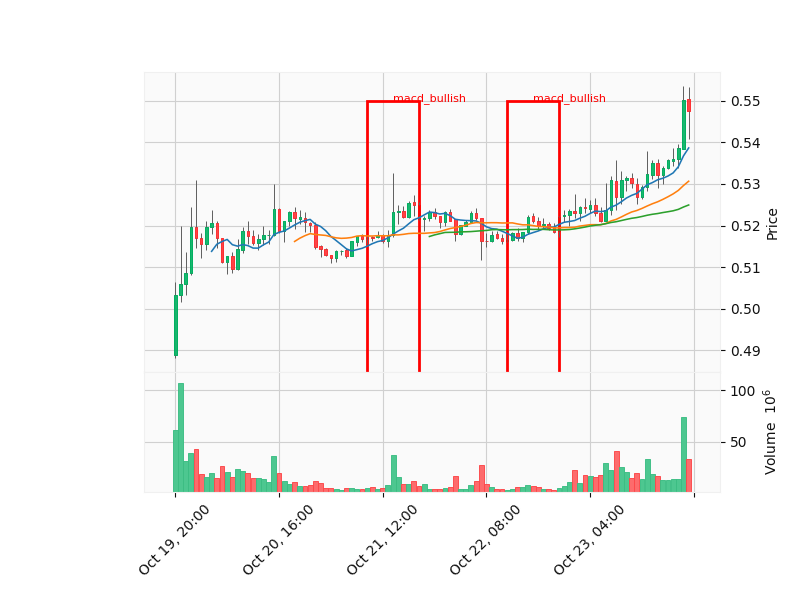 macd_bullish macd_bullish
0.55
0.54
0.53
0.52
0.51
0.50
0.49
Price
100
50
Volume 10^6
Oct 19, 20:00
Oct 20, 16:00
Oct 21, 12:00
Oct 22, 08:00
Oct 23, 04:00